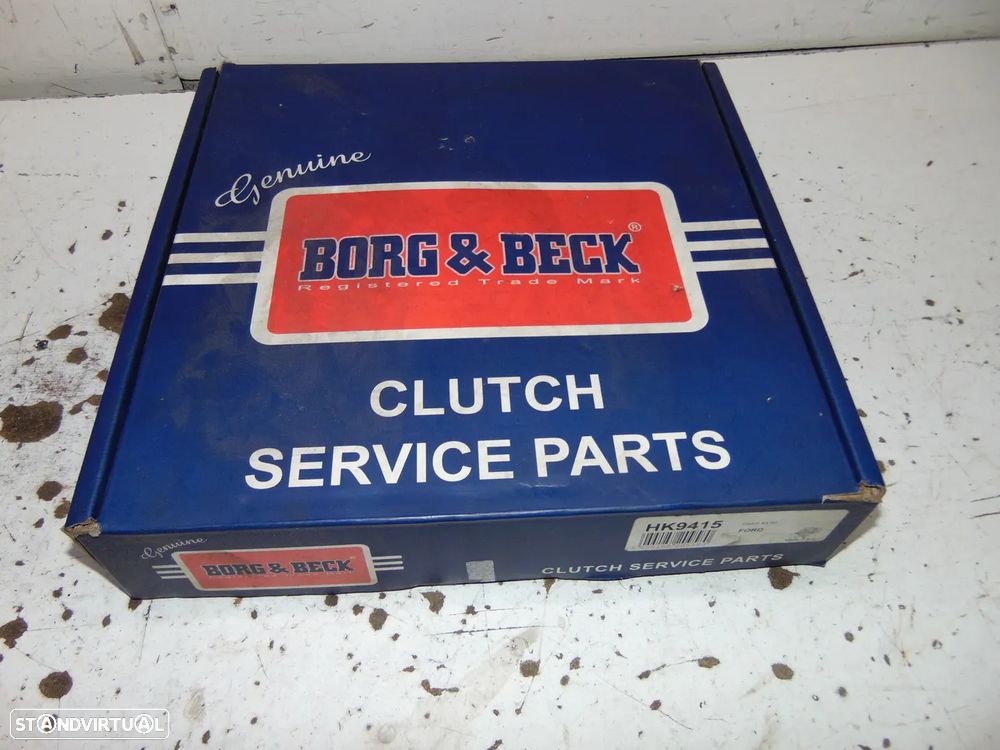 Genuine
BORG & BECK®
Registered Trade Mark
CLUTCH
SERVICE PARTS
Genuine
BORG & BECK
HK9415
FORD
CLUTCH SERVICE PARTS
STANDVIRTUAL